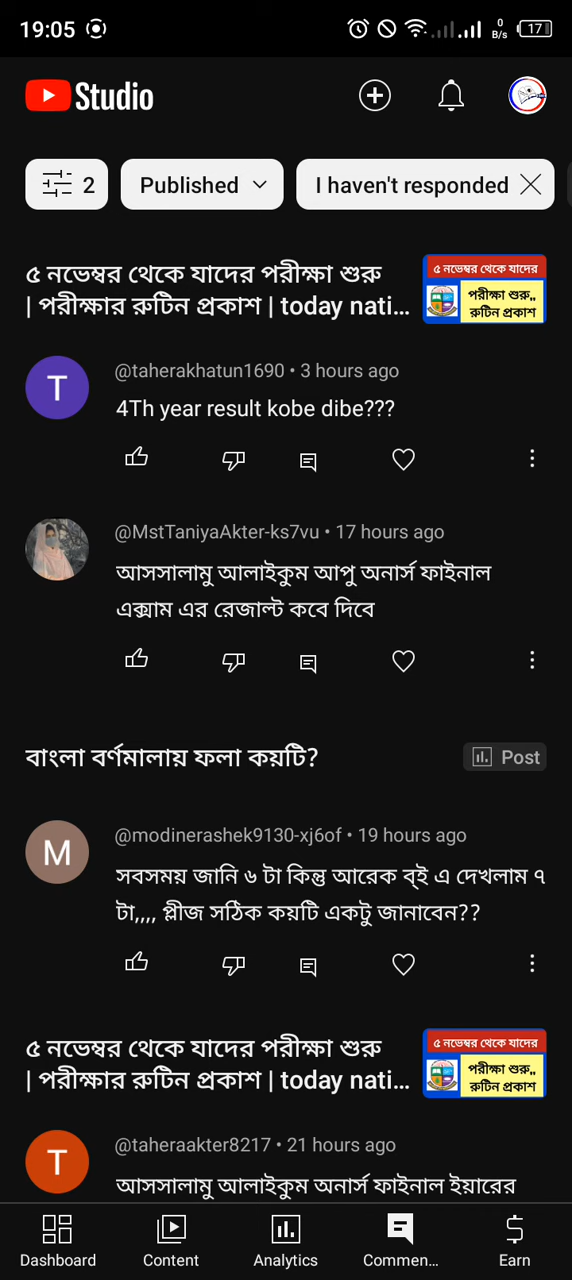 19:05
0
B/s
17
Studio
2
Published
I haven't responded
৫ নভেম্বর থেকে যাদের পরীক্ষা শুরু
| পরীক্ষার রুটিন প্রকাশ | today nati...
৫ নভেম্বর থেকে যাদের
পরীক্ষা শুরু,,
রুটিন প্রকাশ
T
@taherakhatun1690 • 3 hours ago
4Th year result kobe dibe???
@MstTaniyaAkter-ks7vu • 17 hours ago
আসসালামু আলাইকুম আপু অনার্স ফাইনাল
এক্সাম এর রেজাল্ট কবে দিবে
বাংলা বর্ণমালায় ফলা কয়টি?
Post
M
@modinerashek9130-xj6of • 19 hours ago
সবসময় জানি ৬ টা কিন্তু আরেক ব্ই এ দেখলাম ৭
টা,,,, প্লীজ সঠিক কয়টি একটু জানাবেন??
৫ নভেম্বর থেকে যাদের পরীক্ষা শুরু
| পরীক্ষার রুটিন প্রকাশ | today nati...
৫ নভেম্বর থেকে যাদের
পরীক্ষা শুরু,,
রুটিন প্রকাশ
T
@taheraakter8217 • 21 hours ago
আসসালামু আলাইকুম অনার্স ফাইনাল ইয়ারের
Dashboard
Content
Analytics
Commen...
Earn